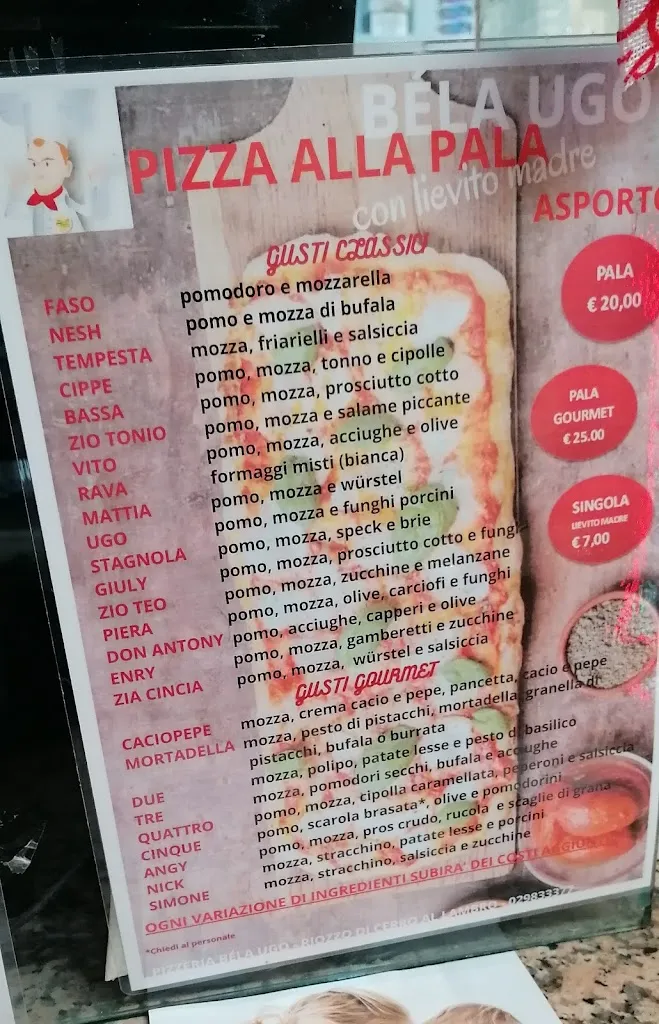 BÉLA UGO
PIZZA ALLA PALA
con lievito madre
ASPORTO
GUSTI CLASSICI
FASO pomodoro e mozzarella
NESH pomo e mozza di bufala
TEMPESTA mozza, friarielli e salsiccia
CIPPE pomo, mozza, tonno e cipolle
BASSA pomo, mozza, prosciutto cotto
ZIO TONIO pomo, mozza e salame piccante
VITO pomo, mozza, acciughe e olive
RAVA formaggi misti (bianca)
MATTIA pomo, mozza e würstel
UGO pomo, mozza e funghi porcini
STAGNOLA pomo, mozza, speck e brie
GIULY pomo, mozza, prosciutto cotto e funghi
ZIO TEO pomo, mozza, zucchine e melanzane
PIERA pomo, mozza, olive, carciofi e funghi
DON ANTONY pomo, acciughe, capperi e olive
ENRY pomo, mozza, gamberetti e zucchine
ZIA CINCIA pomo, mozza, würstel e salsiccia
PALA
€ 20,00
PALA
GOURMET
€ 25.00
SINGOLA
LIEVITO MADRE
€ 7,00
GUSTI GOURMET
CACIOPEPE mozza, crema cacio e pepe, pancetta, cacio e pepe
MORTADELLA mozza, pesto di pistacchi, mortadella, granella di
pistacchi, bufala o burrata
DUE mozza, polipo, patate lesse e pesto di basilico
TRE mozza, pomodori secchi, bufala e acciughe
QUATTRO pomo, mozza, cipolla caramellata, peperoni e salsiccia
CINQUE pomo, scarola brasata*, olive e pomodorini
ANGY pomo, mozza, pros crudo, rucola e scaglie di grana
NICK mozza, stracchino, patate lesse e porcini
SIMONE mozza, stracchino, salsiccia e zucchine
OGNI VARIAZIONE DI INGREDIENTI SUBIRA' DEI COSTI AGGIUNTIVI
*Chiedi al personale
PIZZERIA BÉLA UGO - RIOZZO DI CERRO AL LAMBRO - 029833377